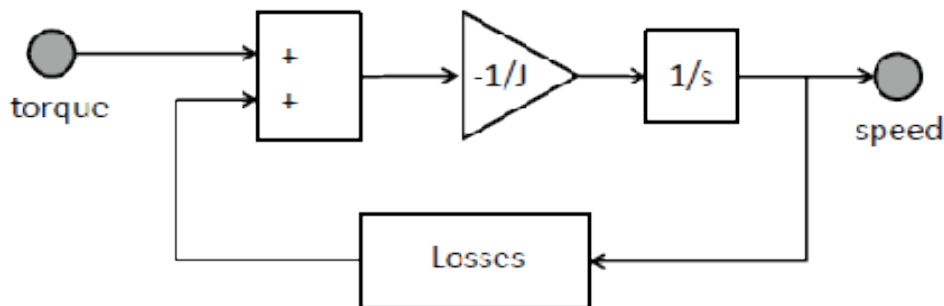 torque
+
+
-1/J
1/s
speed
Losses